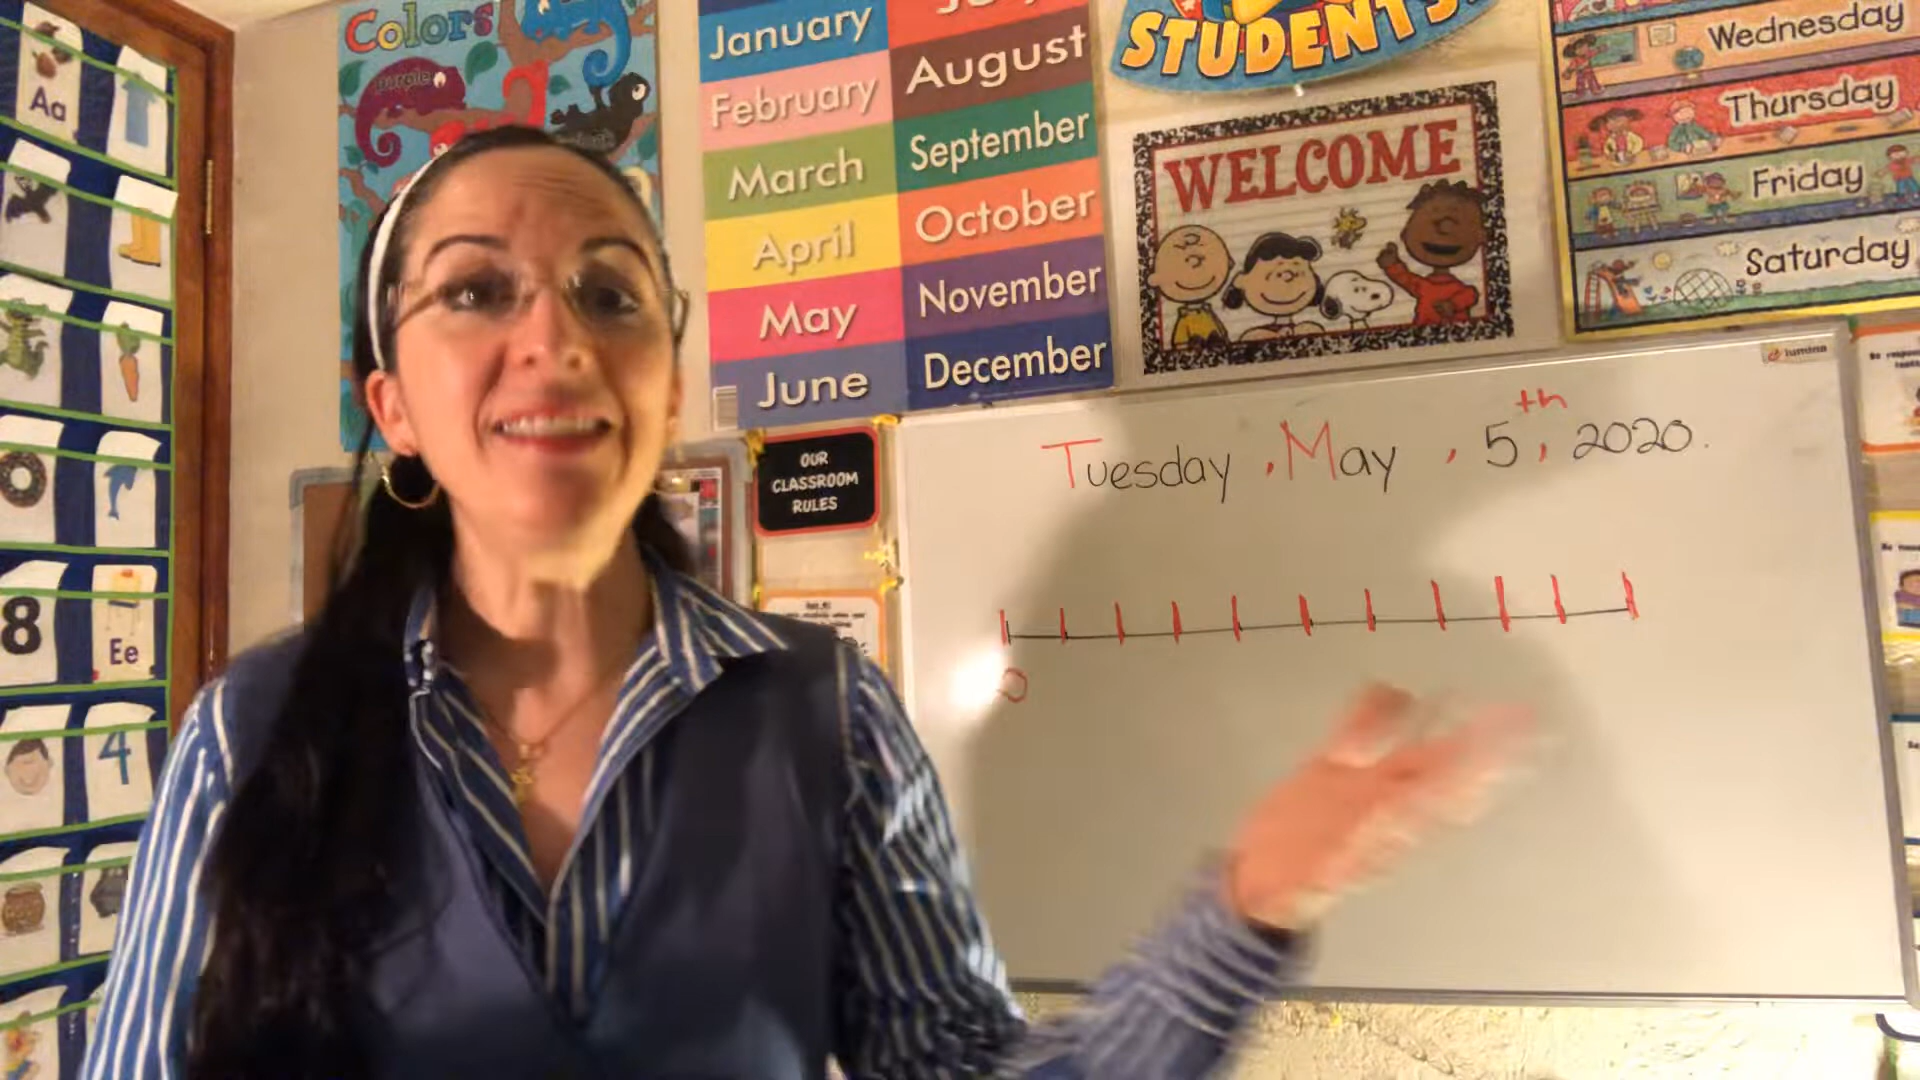 Colors
purple
Aa
8
Ee
4
January
February
March
April
May
June
August
September
October
November
December
STUDENTS!
WELCOME
Wednesday
Thursday
Friday
Saturday
OUR
CLASSROOM
RULES
lumina
Tuesday, May, 5th, 2020.
0